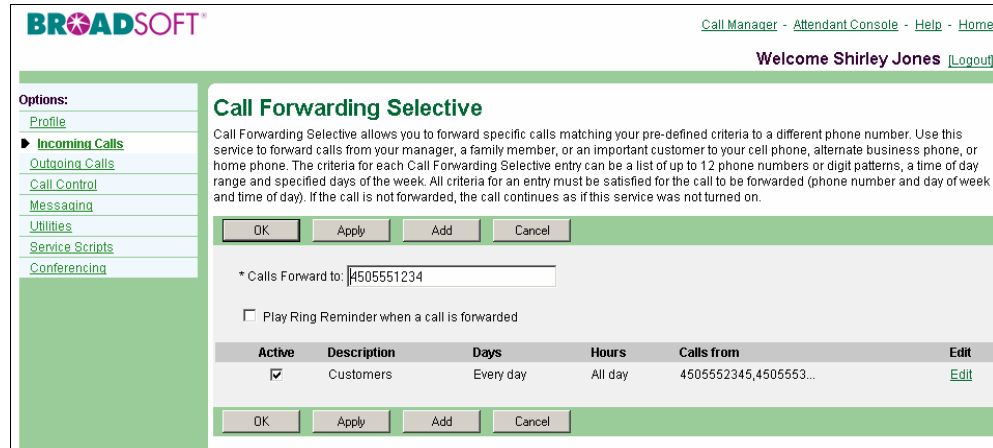 BROADSOFT®
Call Manager - Attendant Console - Help - Home
Welcome Shirley Jones [Logout]
Options:
Profile
Incoming Calls
Outgoing Calls
Call Control
Messaging
Utilities
Service Scripts
Conferencing
Call Forwarding Selective
Call Forwarding Selective allows you to forward specific calls matching your pre-defined criteria to a different phone number. Use this
service to forward calls from your manager, a family member, or an important customer to your cell phone, alternate business phone, or
home phone. The criteria for each Call Forwarding Selective entry can be a list of up to 12 phone numbers or digit patterns, a time of day
range and specified days of the week. All criteria for an entry must be satisfied for the call to be forwarded (phone number and day of week
and time of day). If the call is not forwarded, the call continues as if this service was not turned on.
OK Apply Add Cancel
* Calls Forward to: 4505551234
Play Ring Reminder when a call is forwarded
Active Description Days Hours Calls from Edit
Customers Every day All day 4505552345,4505553... Edit
OK Apply Add Cancel